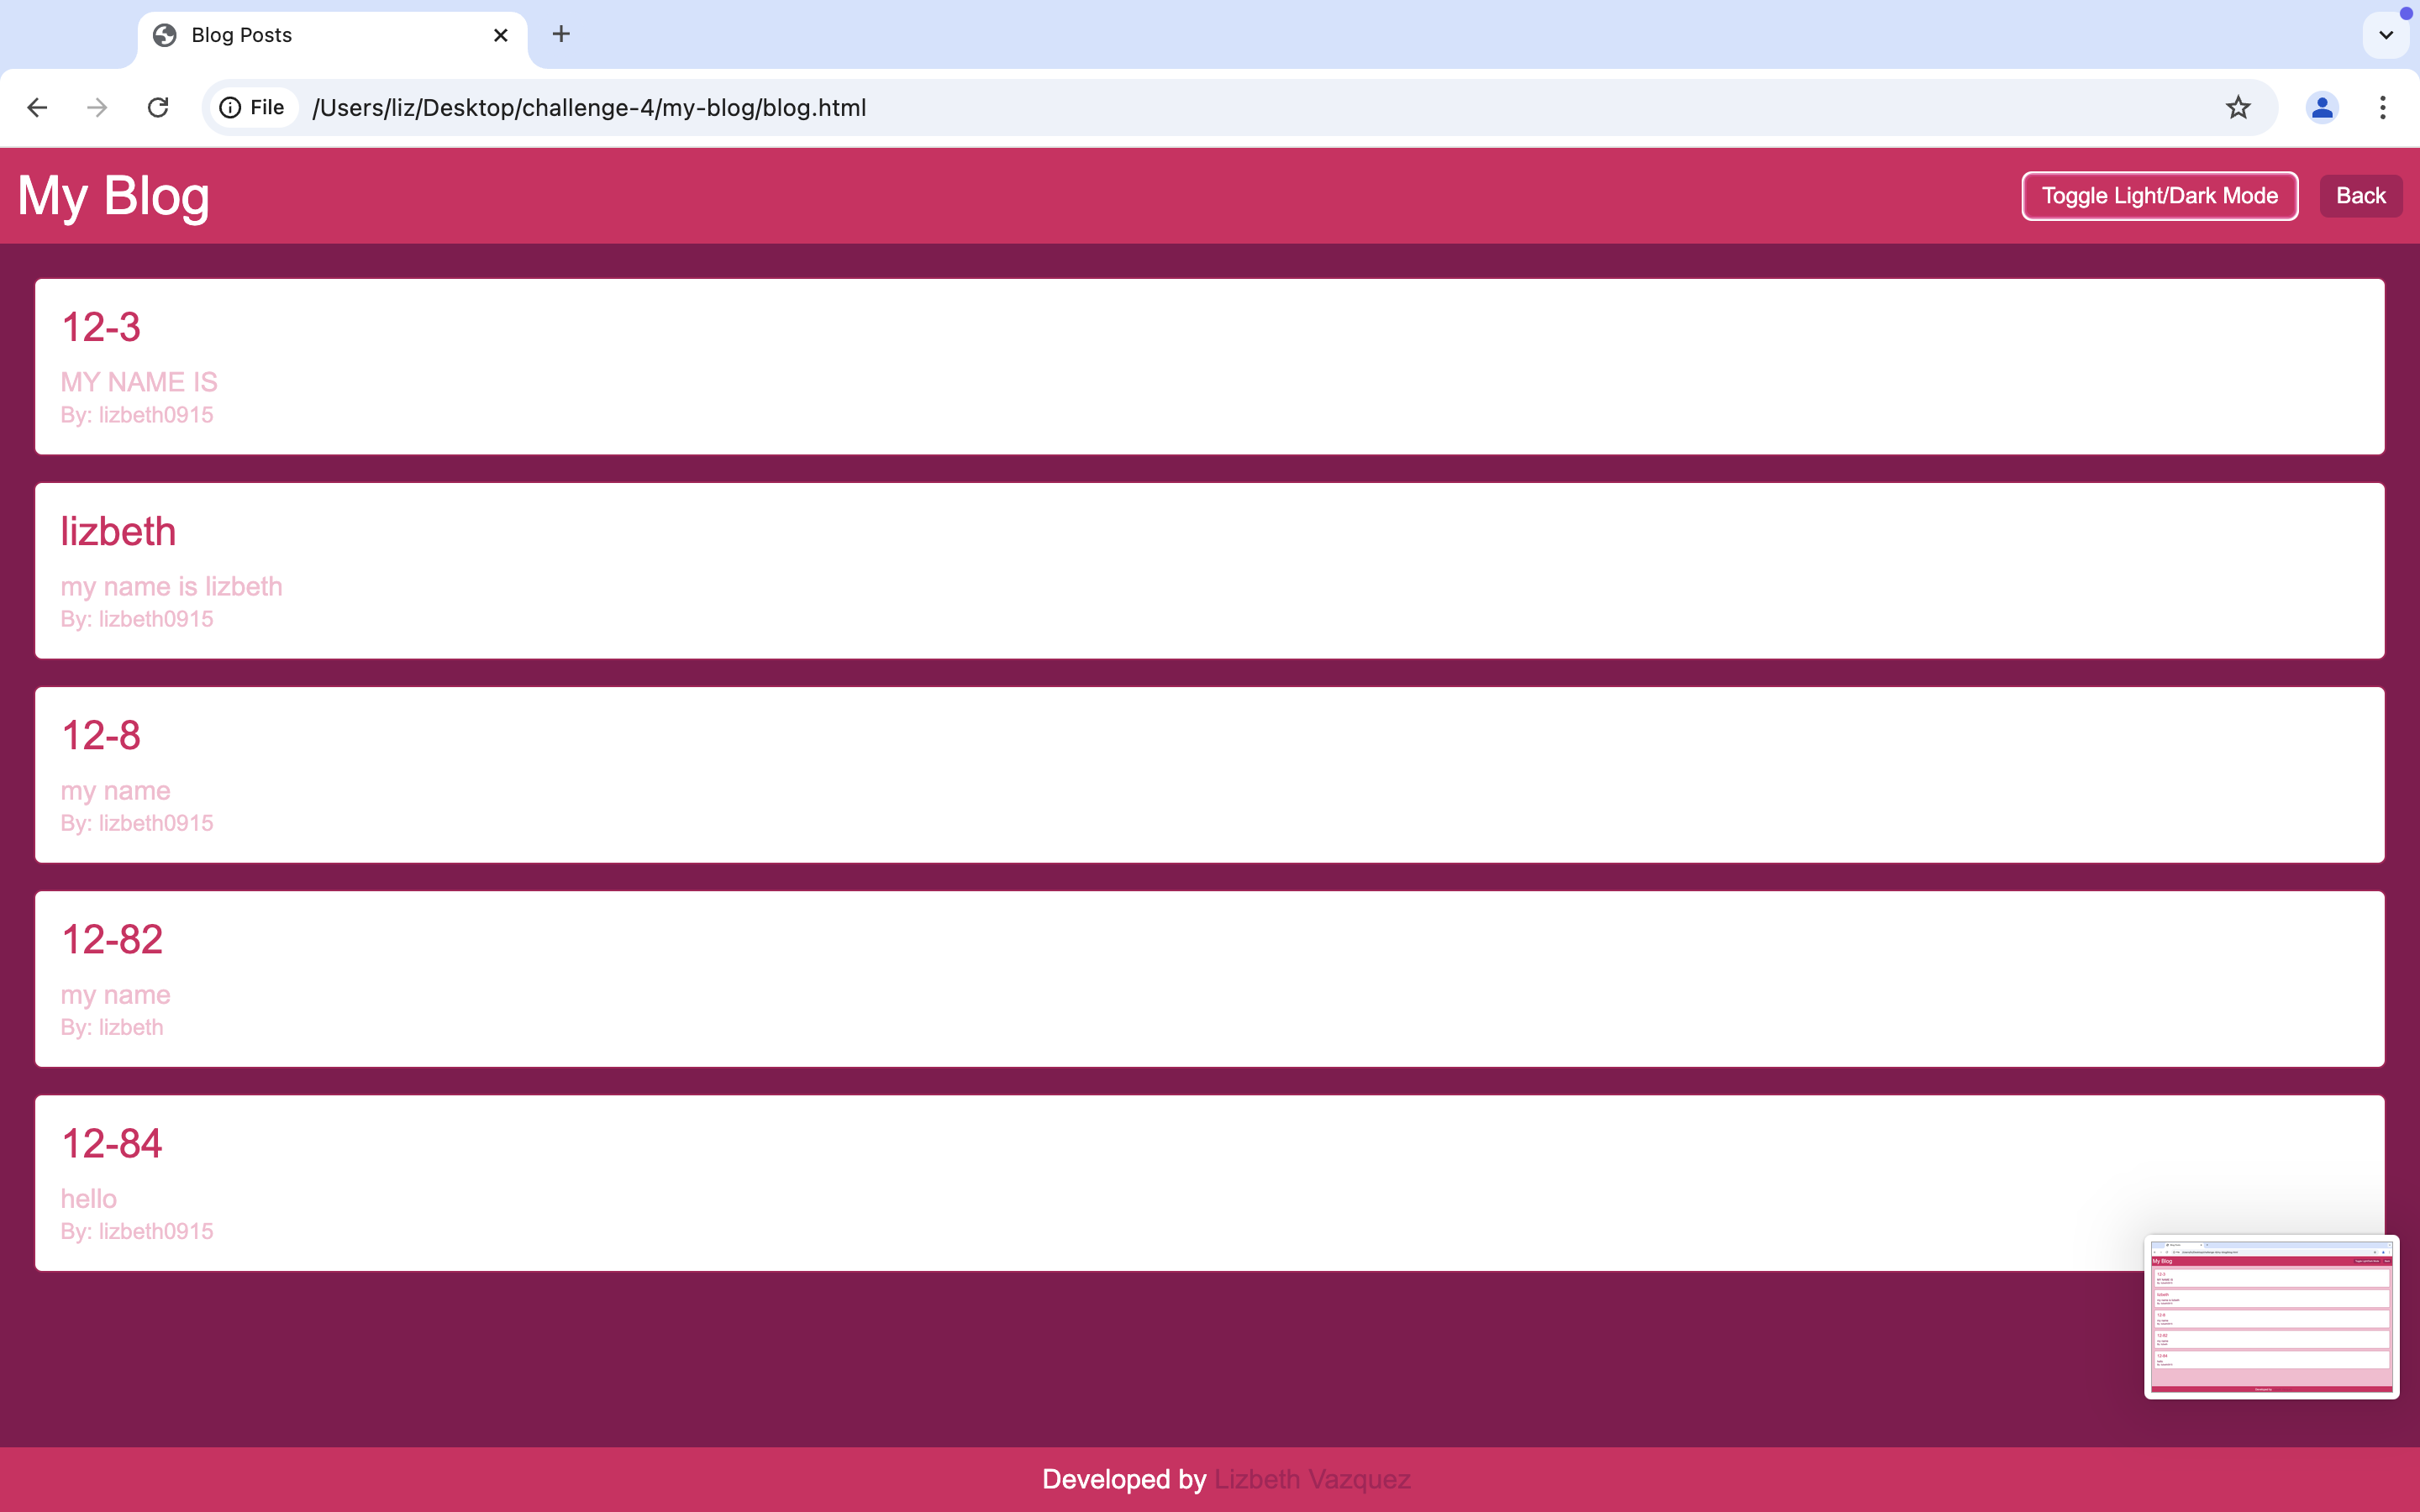 Blog Posts
File /Users/liz/Desktop/challenge-4/my-blog/blog.html
My Blog
Toggle Light/Dark Mode
Back
12-3
MY NAME IS
By: lizbeth0915
lizbeth
my name is lizbeth
By: lizbeth0915
12-8
my name
By: lizbeth0915
12-82
my name
By: lizbeth
12-84
hello
By: lizbeth0915
My Blog
Developed by Lizbeth Vazquez